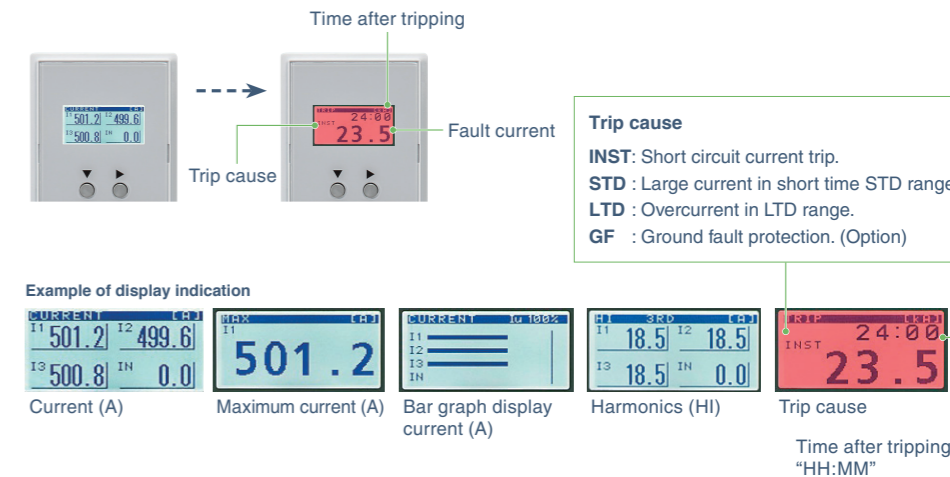 Time after tripping
CURRENT [A]
I1 501.2 I2 499.6
I3 500.8 IN 0.0
TRIP [kA]
24:00
INST
23.5
Fault current
Trip cause
▼ ▶
▼ ▶
Trip cause
INST: Short circuit current trip.
STD : Large current in short time STD range
LTD : Overcurrent in LTD range.
GF : Ground fault protection. (Option)
Example of display indication
CURRENT [A]
I1 501.2 I2 499.6
I3 500.8 IN 0.0
MAX [A]
I1
501.2
CURRENT Iu 100%
I1
I2
I3
IN
HI 3RD [A]
I1 18.5 I2 18.5
I3 18.5 IN 0.0
TRIP [kA]
24:00
INST
23.5
Current (A)
Maximum current (A)
Bar graph display
current (A)
Harmonics (HI)
Trip cause
Time after tripping
“HH:MM”